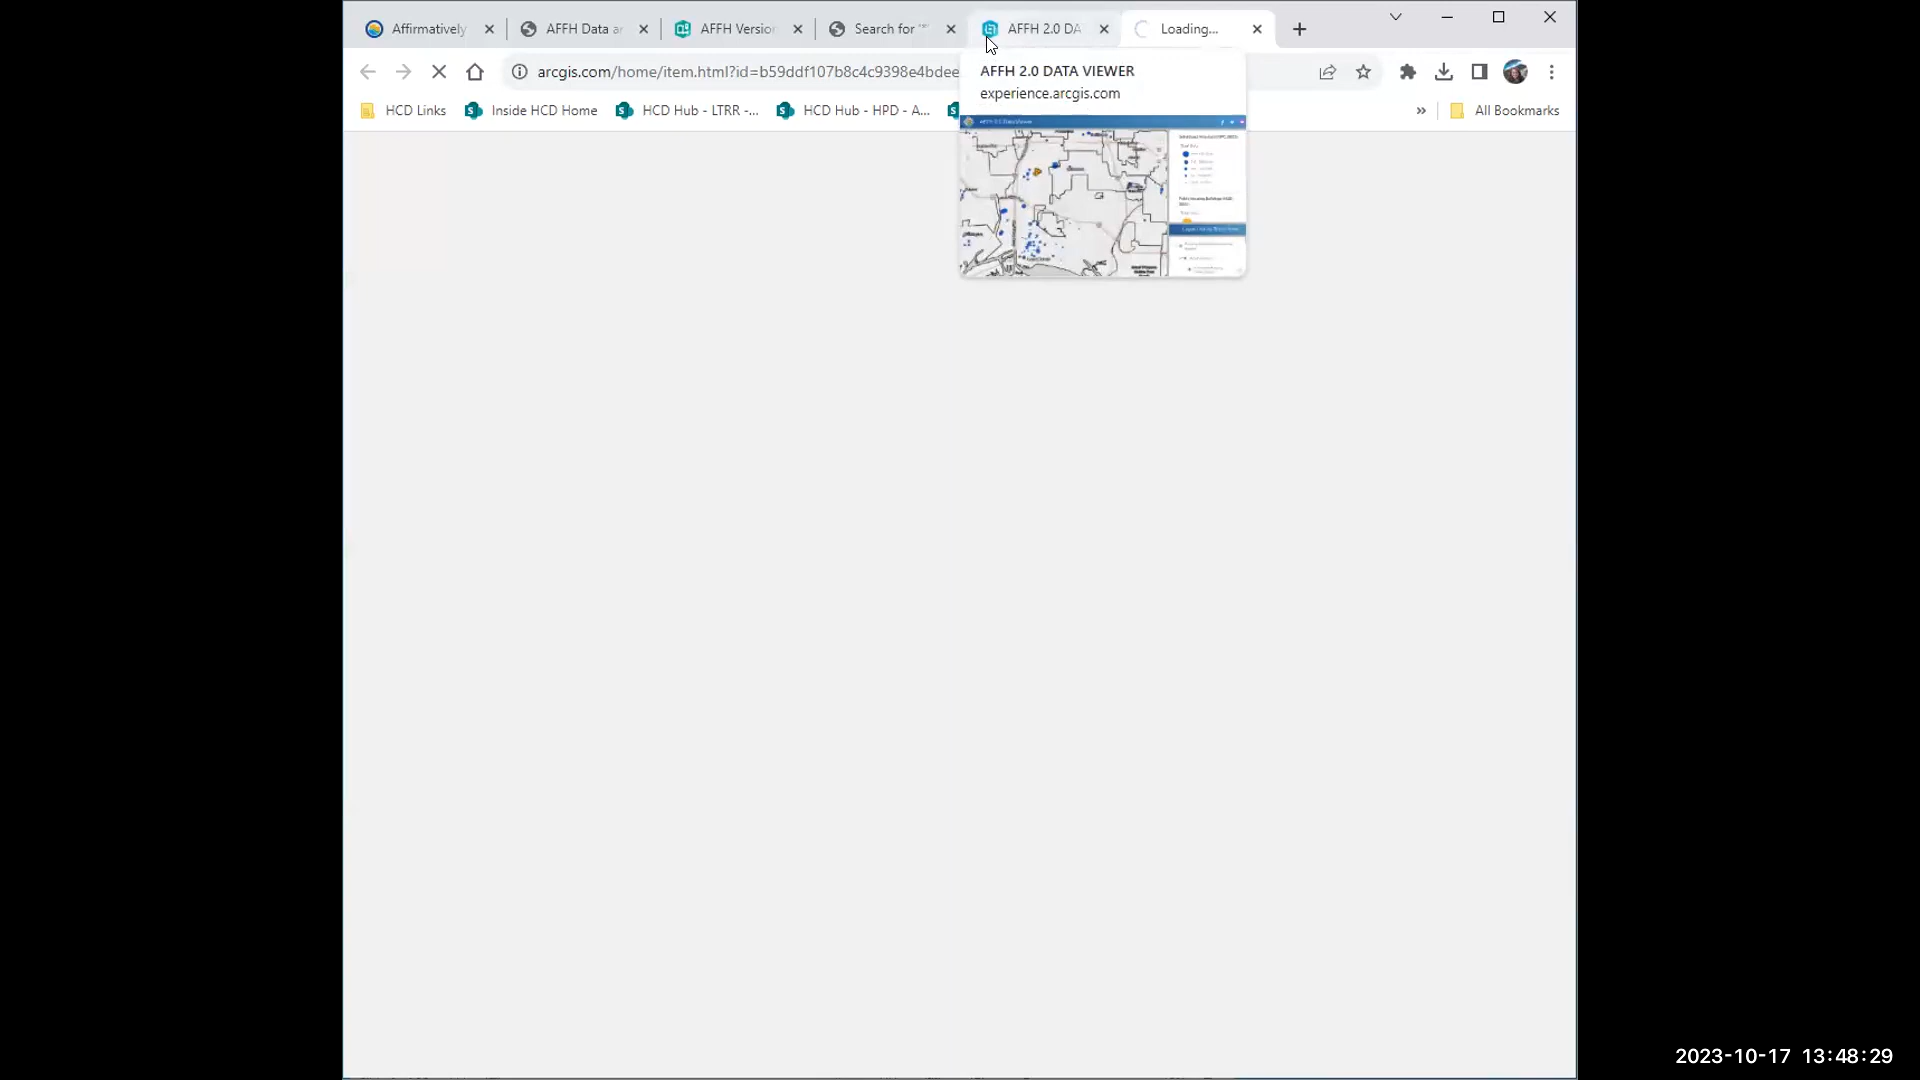 Affirmatively
AFFH Data a
AFFH Version
Search for
AFFH 2.0 DA
Loading...
arcgis.com/home/item.html?id=b59ddf107b8c4c9398e4bdee
AFFH 2.0 DATA VIEWER
experience.arcgis.com
HCD Links
Inside HCD Home
HCD Hub - LTRR -...
HCD Hub - HPD - A...
»
All Bookmarks
2023-10-17 13:48:29